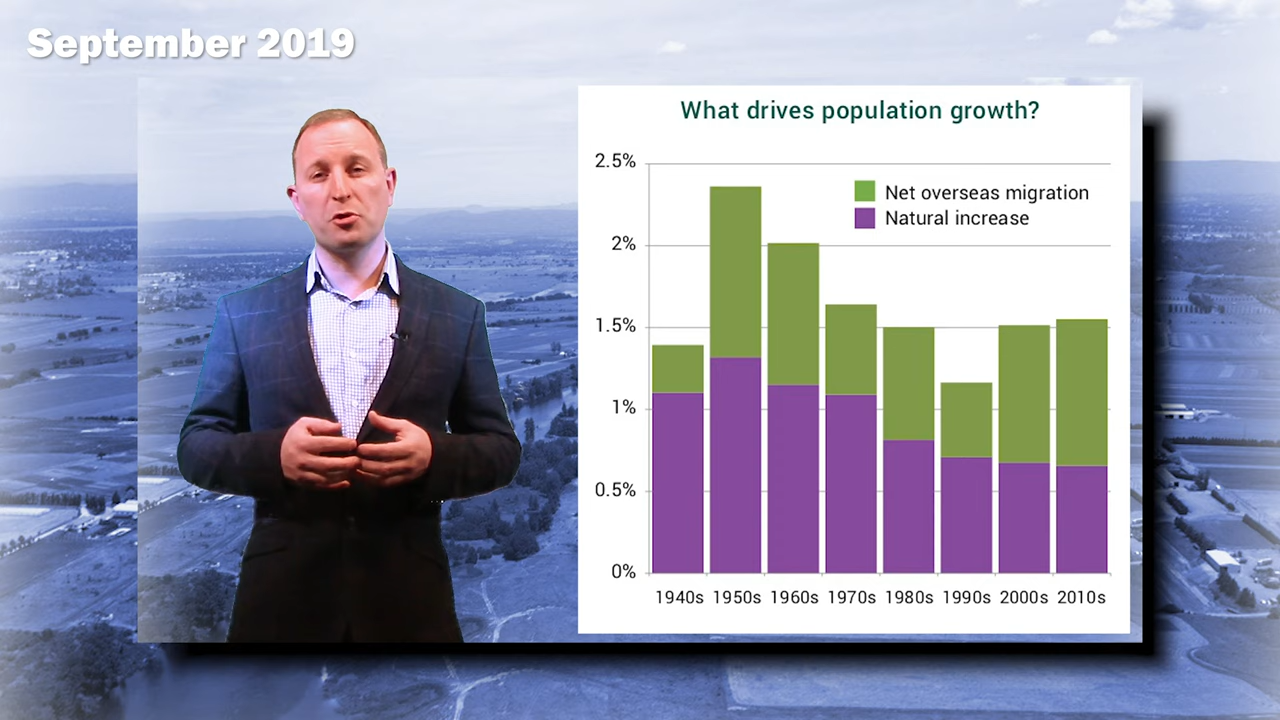 September 2019
What drives population growth?
2.5%
Net overseas migration
Natural increase
2%
1.5%
1%
0.5%
0%
1940s 1950s 1960s 1970s 1980s 1990s 2000s 2010s